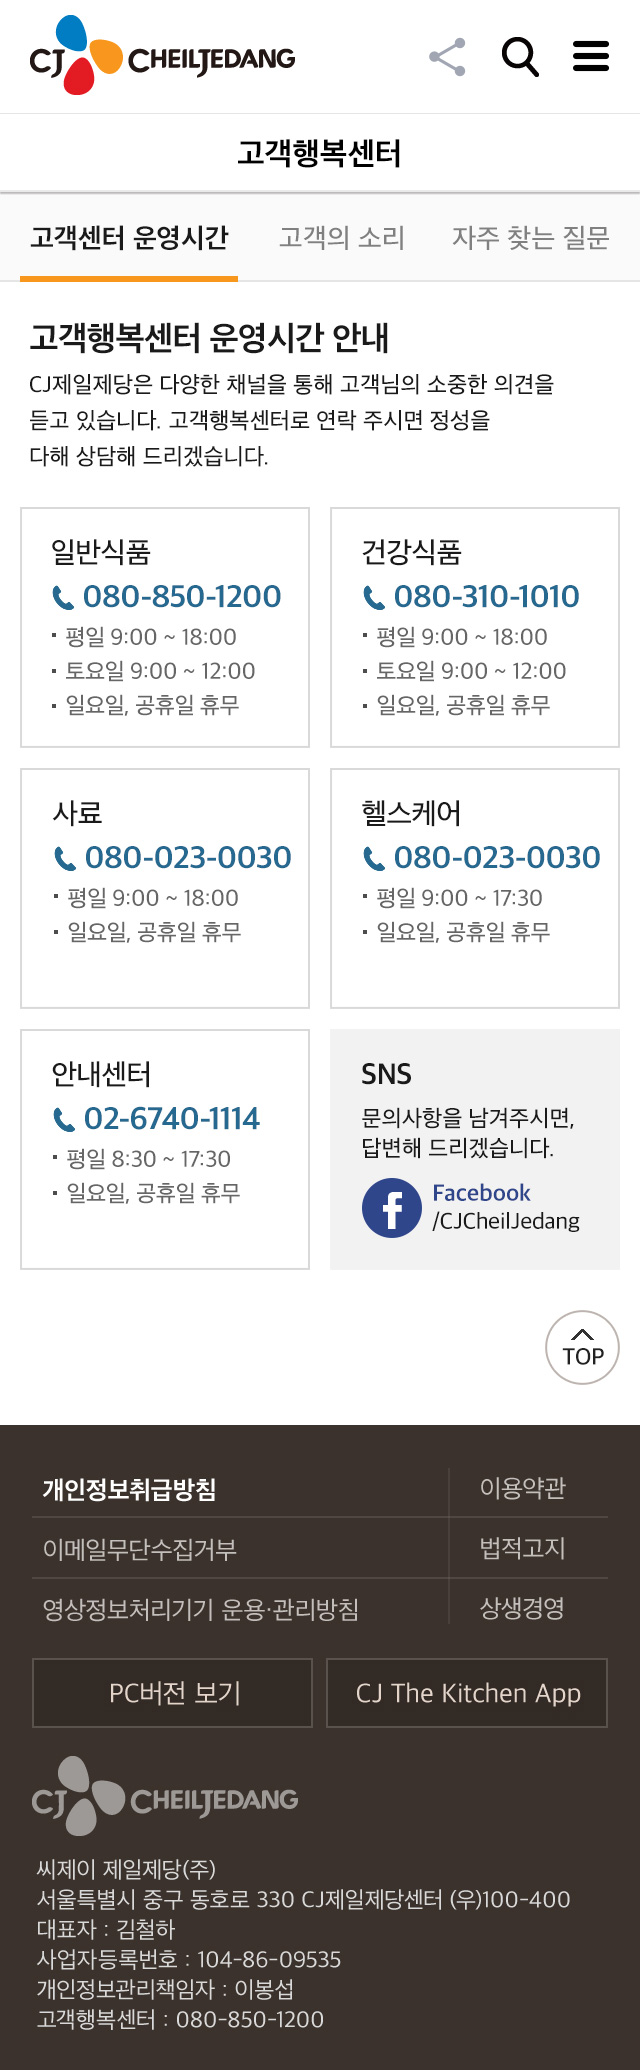 CJ CHEILJEDANG
고객행복센터
고객센터 운영시간
고객의 소리
자주 찾는 질문
고객행복센터 운영시간 안내
CJ제일제당은 다양한 채널을 통해 고객님의 소중한 의견을
듣고 있습니다. 고객행복센터로 연락 주시면 정성을
다해 상담해 드리겠습니다.
일반식품
080-850-1200
· 평일 9:00 ~ 18:00
· 토요일 9:00 ~ 12:00
· 일요일, 공휴일 휴무
건강식품
080-310-1010
· 평일 9:00 ~ 18:00
· 토요일 9:00 ~ 12:00
· 일요일, 공휴일 휴무
사료
080-023-0030
· 평일 9:00 ~ 18:00
· 일요일, 공휴일 휴무
헬스케어
080-023-0030
· 평일 9:00 ~ 17:30
· 일요일, 공휴일 휴무
안내센터
02-6740-1114
· 평일 8:30 ~ 17:30
· 일요일, 공휴일 휴무
SNS
문의사항을 남겨주시면,
답변해 드리겠습니다.
Facebook
/CJCheilJedang
TOP
개인정보취급방침
이용약관
이메일무단수집거부
법적고지
영상정보처리기기 운용·관리방침
상생경영
PC버전 보기
CJ The Kitchen App
CJ CHEILJEDANG
씨제이 제일제당(주)
서울특별시 중구 동호로 330 CJ제일제당센터 (우)100-400
대표자 : 김철하
사업자등록번호 : 104-86-09535
개인정보관리책임자 : 이봉섭
고객행복센터 : 080-850-1200